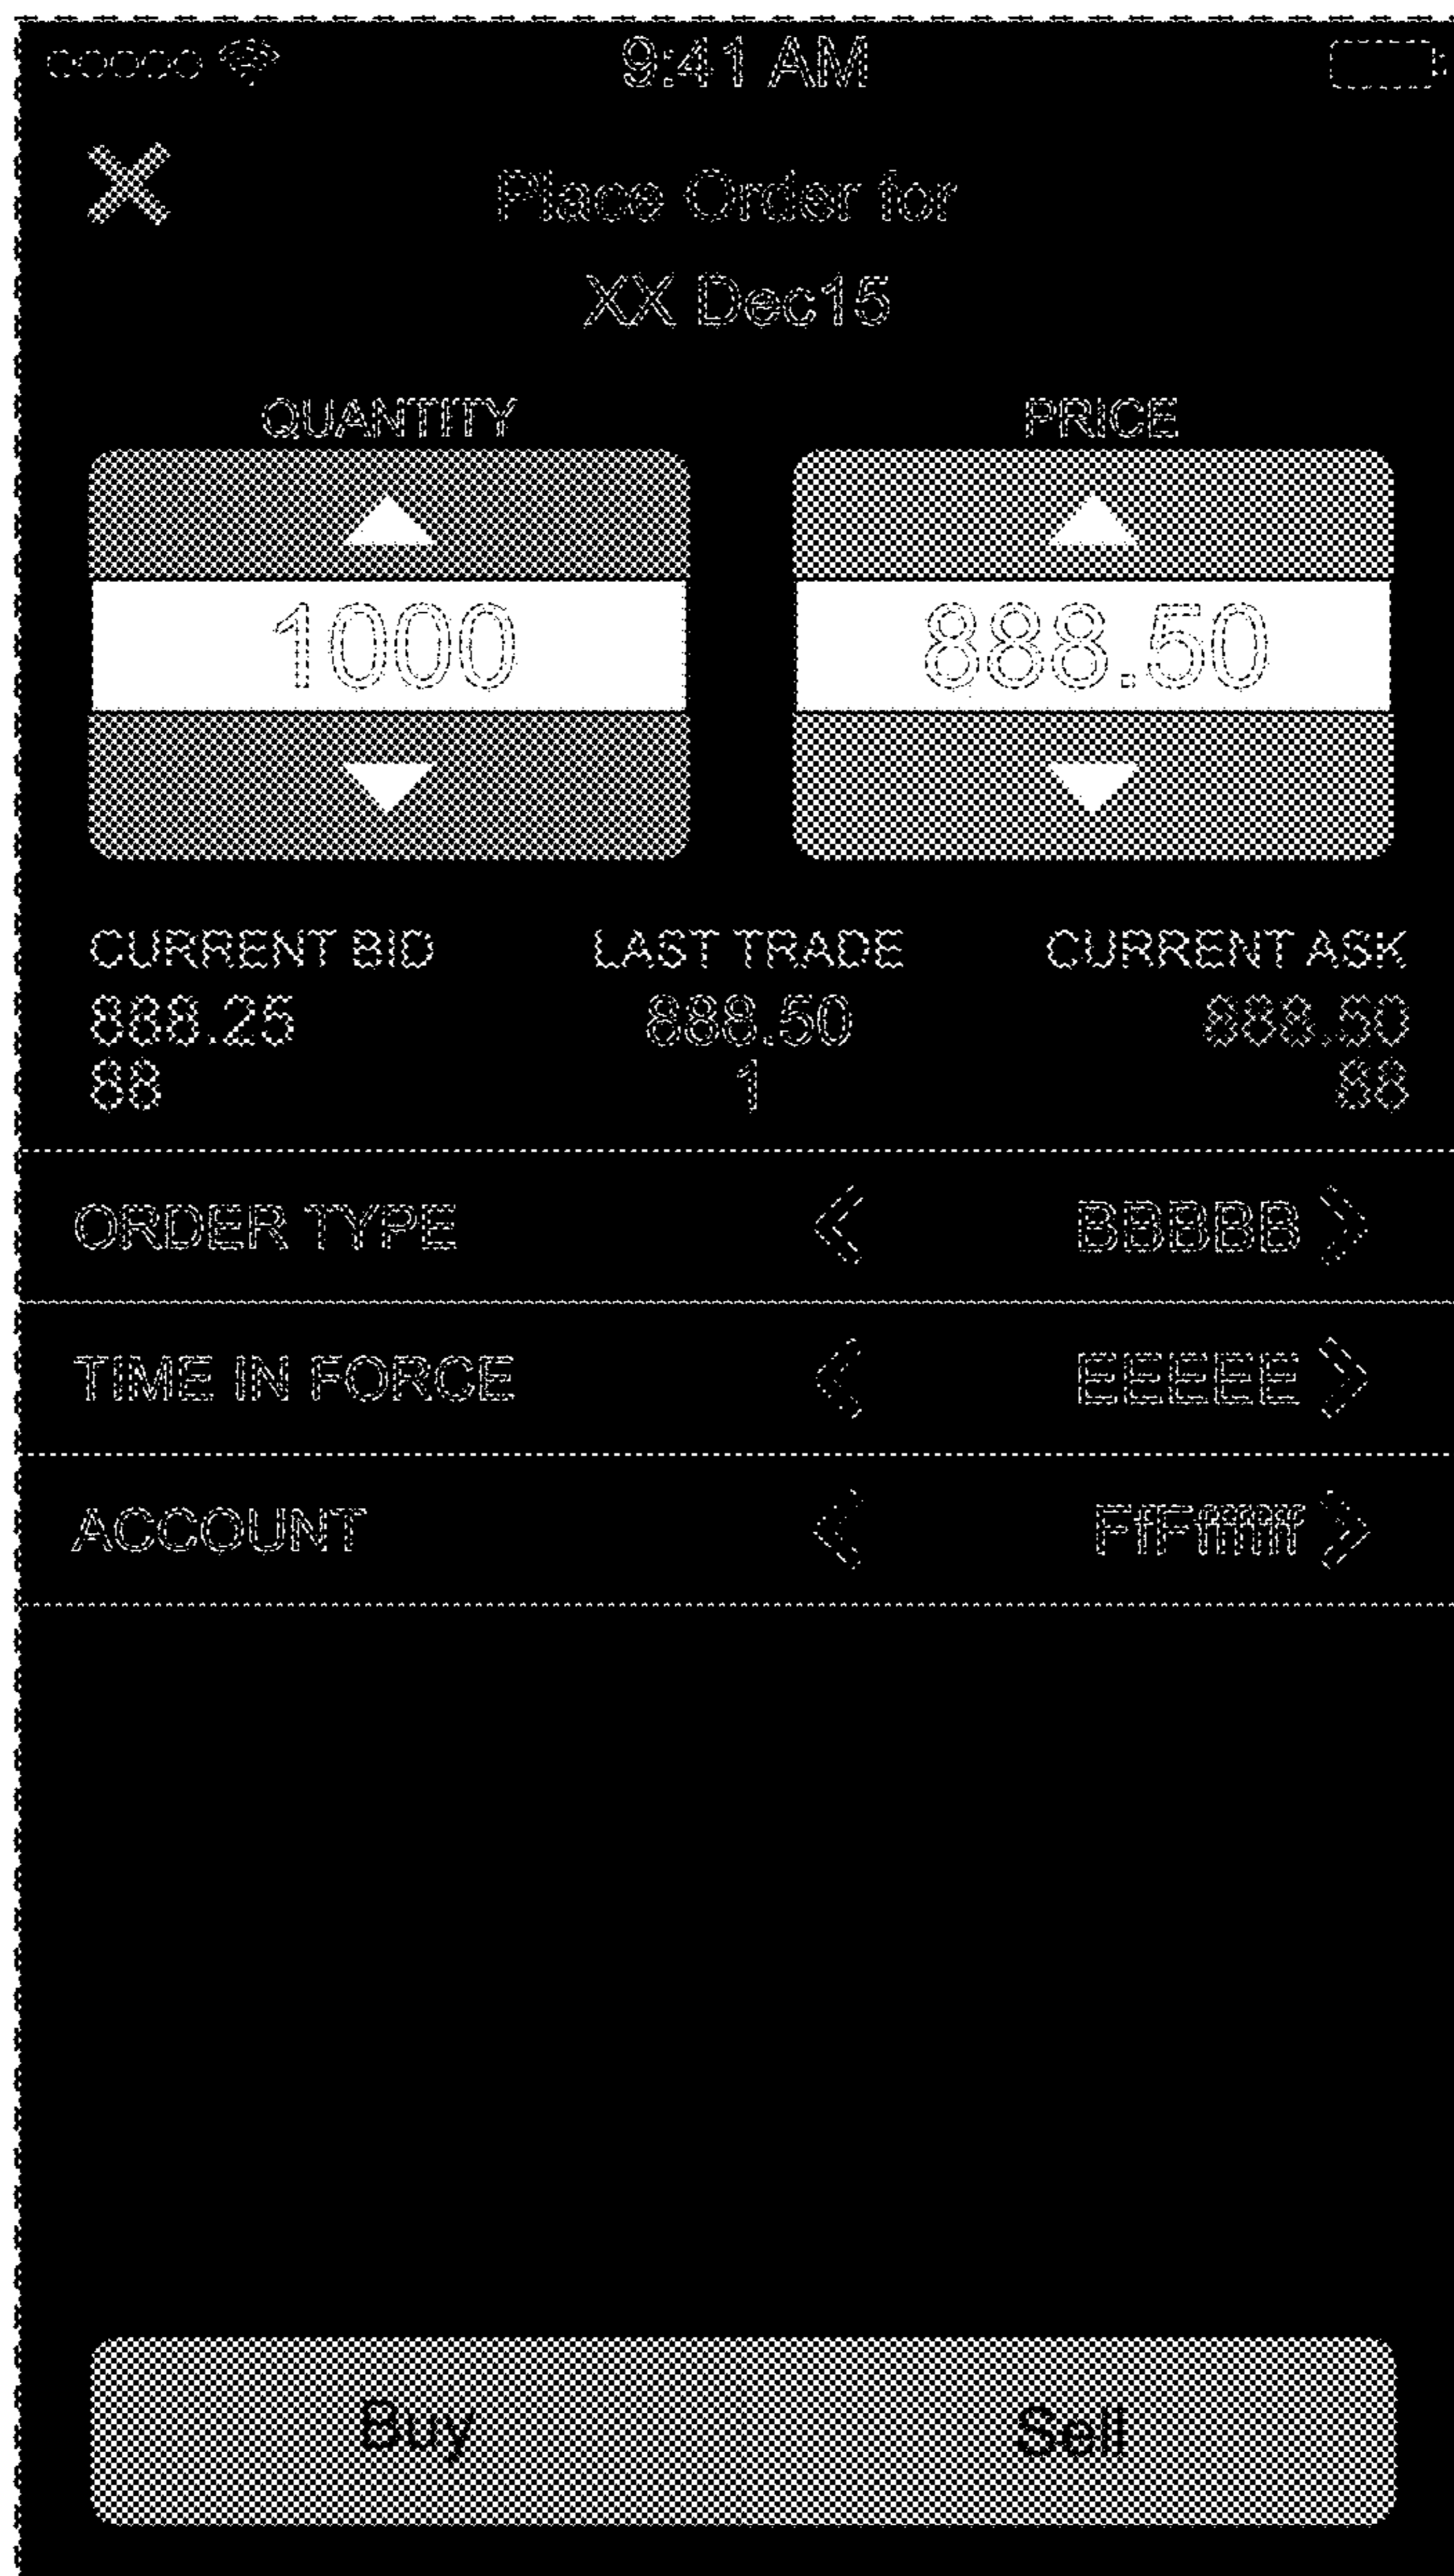 9:41 AM
Place Order for
XX Dec15
QUANTITY PRICE
1000 888.50
CURRENT BID LAST TRADE CURRENT ASK
888.25 888.50 888.50
88 1 88
ORDER TYPE < BBBBB >
TIME IN FORCE < EEEEE >
ACCOUNT < >
Buy Sell